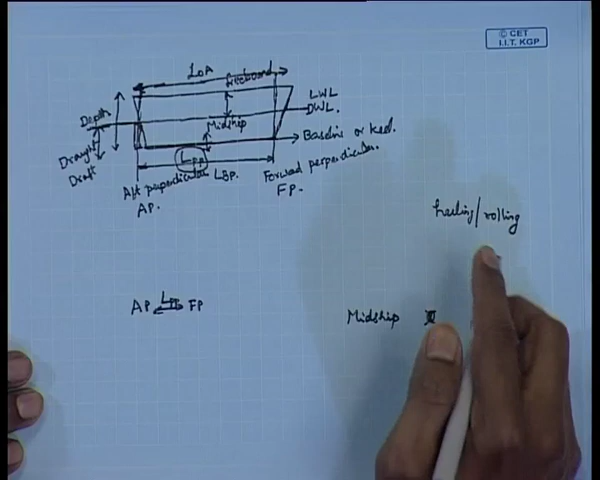 © CET
I.I.T. KGP
LOA
freeboard
LWL
DWL.
Depth
Midship
Baseline or keel.
Draught
Draft
LPP
LBP.
Aft perpendicular
AP.
Forward perpendicular.
FP.
heeling/rolling
AP LPP FP
Midship